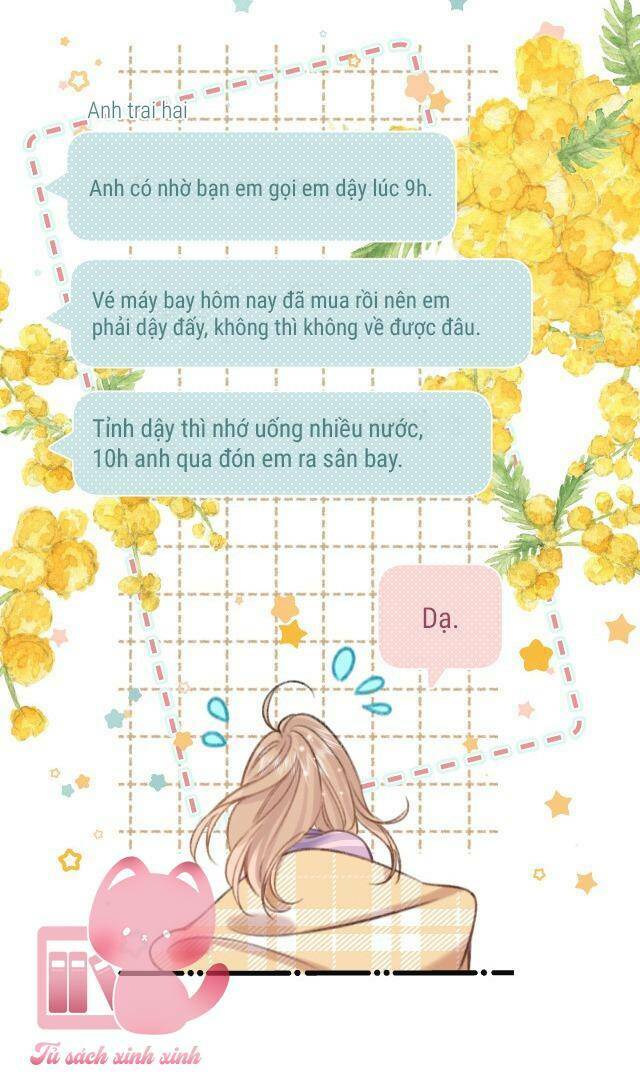 Anh trai hai
Anh có nhờ bạn em gọi em dậy lúc 9h.
Vé máy bay hôm nay đã mua rồi nên em
phải dậy đấy, không thì không về được đâu.
Tỉnh dậy thì nhớ uống nhiều nước,
10h anh qua đón em ra sân bay.
Dạ.
Tủ sách xinh xinh